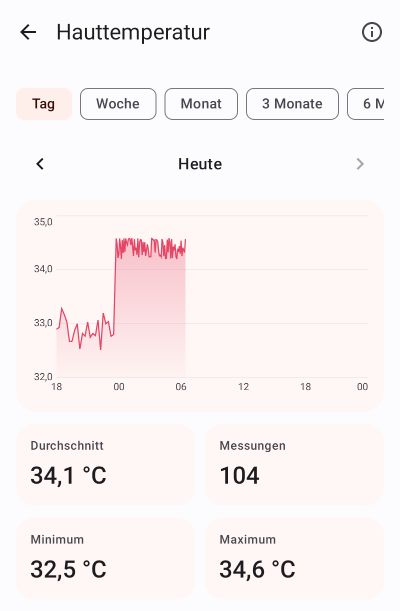 Hauttemperatur
Tag
Woche
Monat
3 Monate
6 M
Heute
35,0
34,0
33,0
32,0
18
00
06
12
18
00
Durchschnitt
34,1 °C
Messungen
104
Minimum
32,5 °C
Maximum
34,6 °C